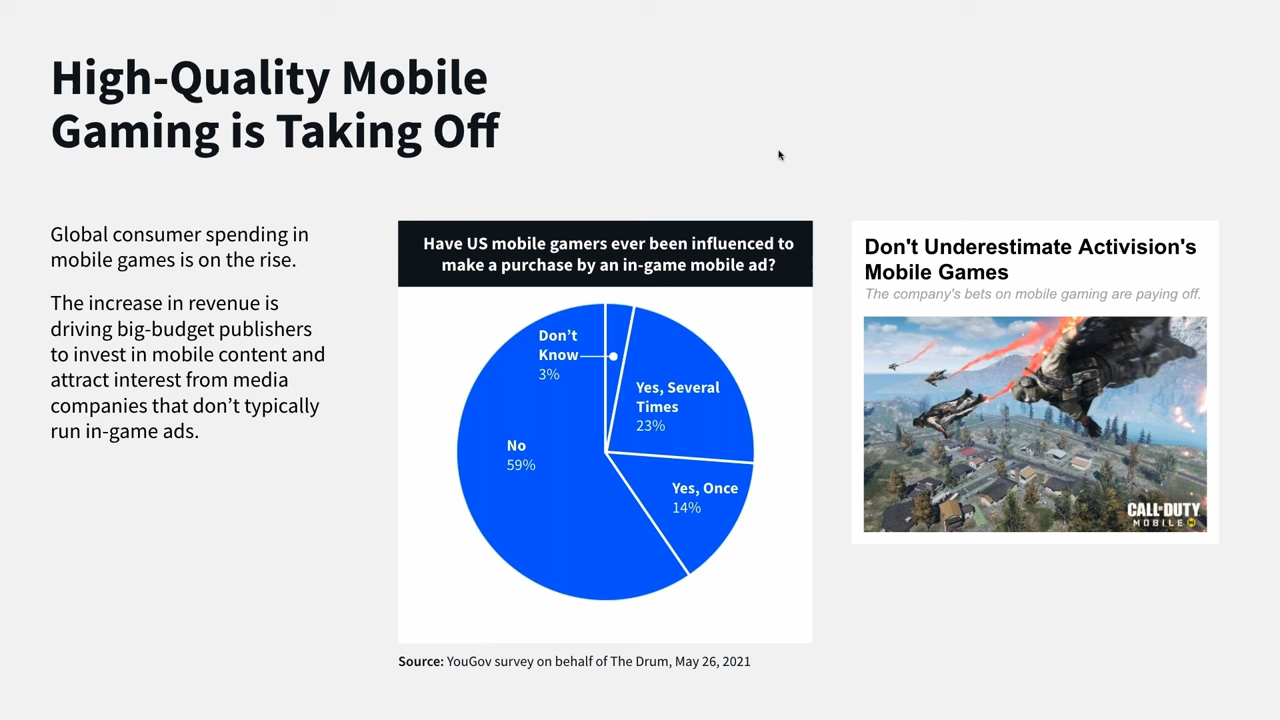 High-Quality Mobile
Gaming is Taking Off
Global consumer spending in
mobile games is on the rise.
The increase in revenue is
driving big-budget publishers
to invest in mobile content and
attract interest from media
companies that don’t typically
run in-game ads.
Have US mobile gamers ever been influenced to
make a purchase by an in-game mobile ad?
Don’t
Know
3%
Yes, Several
Times
23%
No
59%
Yes, Once
14%
Source: YouGov survey on behalf of The Drum, May 26, 2021
Don't Underestimate Activision's
Mobile Games
The company's bets on mobile gaming are paying off.
CALL OF DUTY
MOBILE